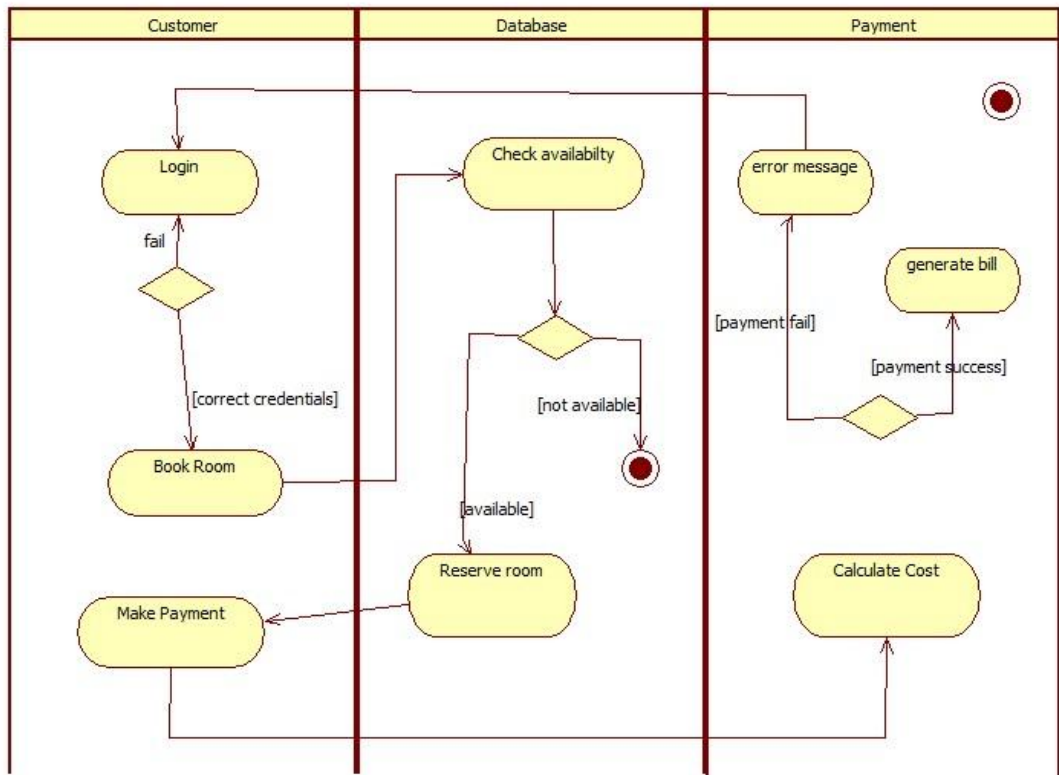 Customer
Database
Payment
Login
Check availabilty
error message
fail
generate bill
[payment fail]
[payment success]
[correct credentials]
[not available]
Book Room
[available]
Reserve room
Calculate Cost
Make Payment